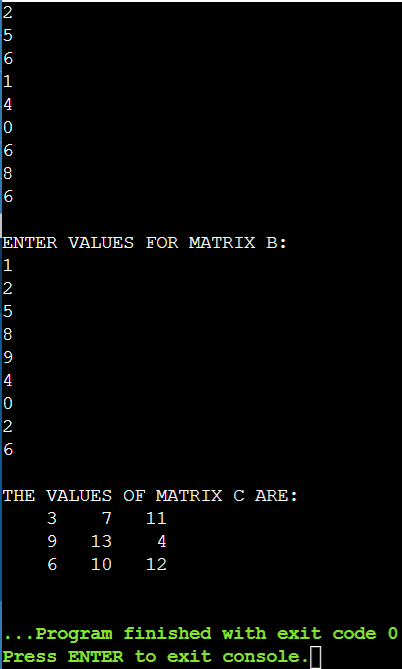 2
5
6
1
4
0
6
8
6
ENTER VALUES FOR MATRIX B:
1
2
5
8
9
4
0
2
6
THE VALUES OF MATRIX C ARE:
3 7 11
9 13 4
6 10 12
...Program finished with exit code 0
Press ENTER to exit console.